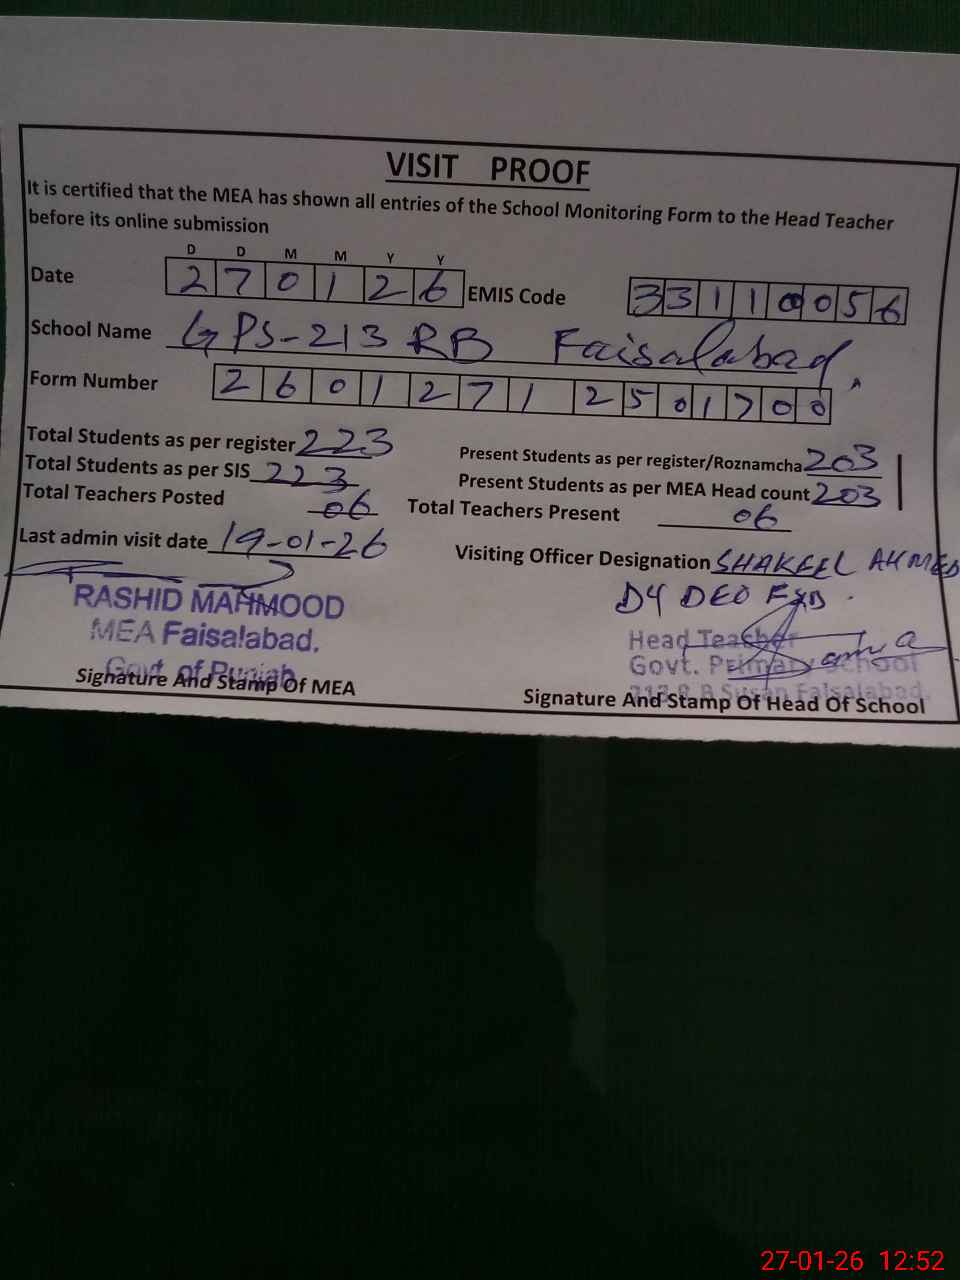 VISIT PROOF
It is certified that the MEA has shown all entries of the School Monitoring Form to the Head Teacher
before its online submission
D D M M Y Y
Date 2 7 0 1 2 6 EMIS Code 3 3 1 1 0 0 5 6
School Name GPS-213 RB Faisalabad.
Form Number 2 6 0 1 2 7 1 2 5 0 1 7 0 0
Total Students as per register 223 Present Students as per register/Roznamcha 203
Total Students as per SIS 223 Present Students as per MEA Head count 203
Total Teachers Posted 06 Total Teachers Present 06
Last admin visit date 19-01-26 Visiting Officer Designation SHAKEEL AHMED
DY DEO FSD.
RASHID MAHMOOD
MEA Faisalabad.
Govt. of Punjab
Signature And Stamp Of MEA
Head Teacher
Govt. Primary School
213 R.B Susan Faisalabad.
Signature And Stamp Of Head Of School
27-01-26 12:52